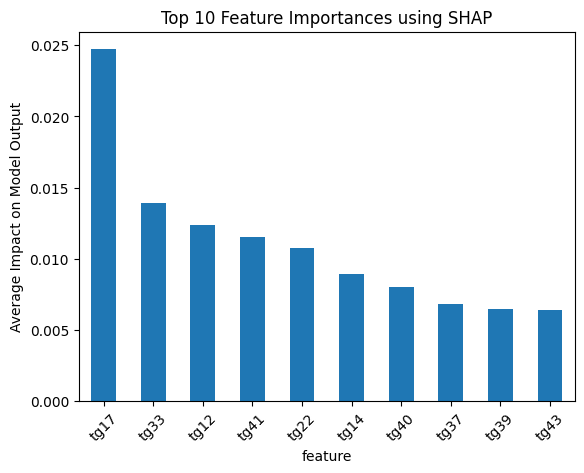 Top 10 Feature Importances using SHAP
Average Impact on Model Output
0.025
0.020
0.015
0.010
0.005
0.000
tg17 tg33 tg12 tg41 tg22 tg14 tg40 tg37 tg39 tg43
feature